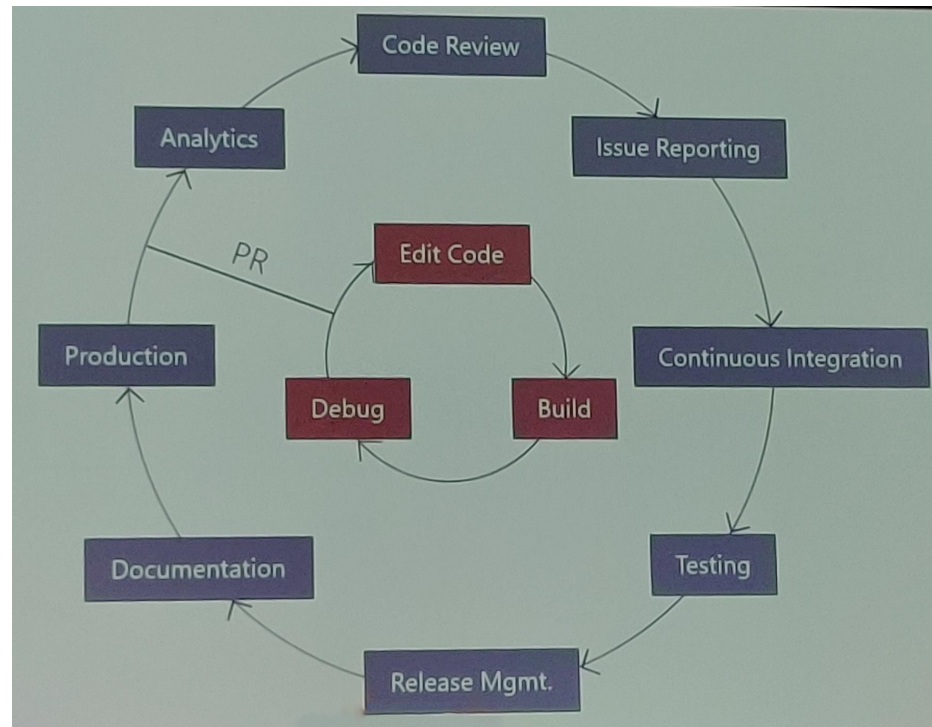 Code Review
Analytics
Issue Reporting
PR
Edit Code
Production
Continuous Integration
Debug
Build
Documentation
Testing
Release Mgmt.